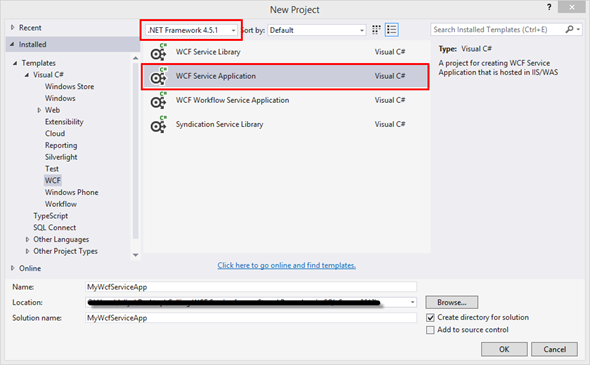 New Project
? ×
Recent
Installed
Templates
Visual C#
Windows Store
Windows
Web
Extensibility
Cloud
Reporting
Silverlight
Test
WCF
Windows Phone
Workflow
TypeScript
SQL Connect
Other Languages
Other Project Types
Online
.NET Framework 4.5.1 Sort by: Default
C# WCF Service Library Visual C#
C# WCF Service Application Visual C#
C# WCF Workflow Service Application Visual C#
C# Syndication Service Library Visual C#
Click here to go online and find templates.
Search Installed Templates (Ctrl+E)
Type: Visual C#
A project for creating WCF Service
Application that is hosted in IIS/WAS
Name: MyWcfServiceApp
Location: Browse...
Solution name: MyWcfServiceApp
Create directory for solution
Add to source control
OK Cancel